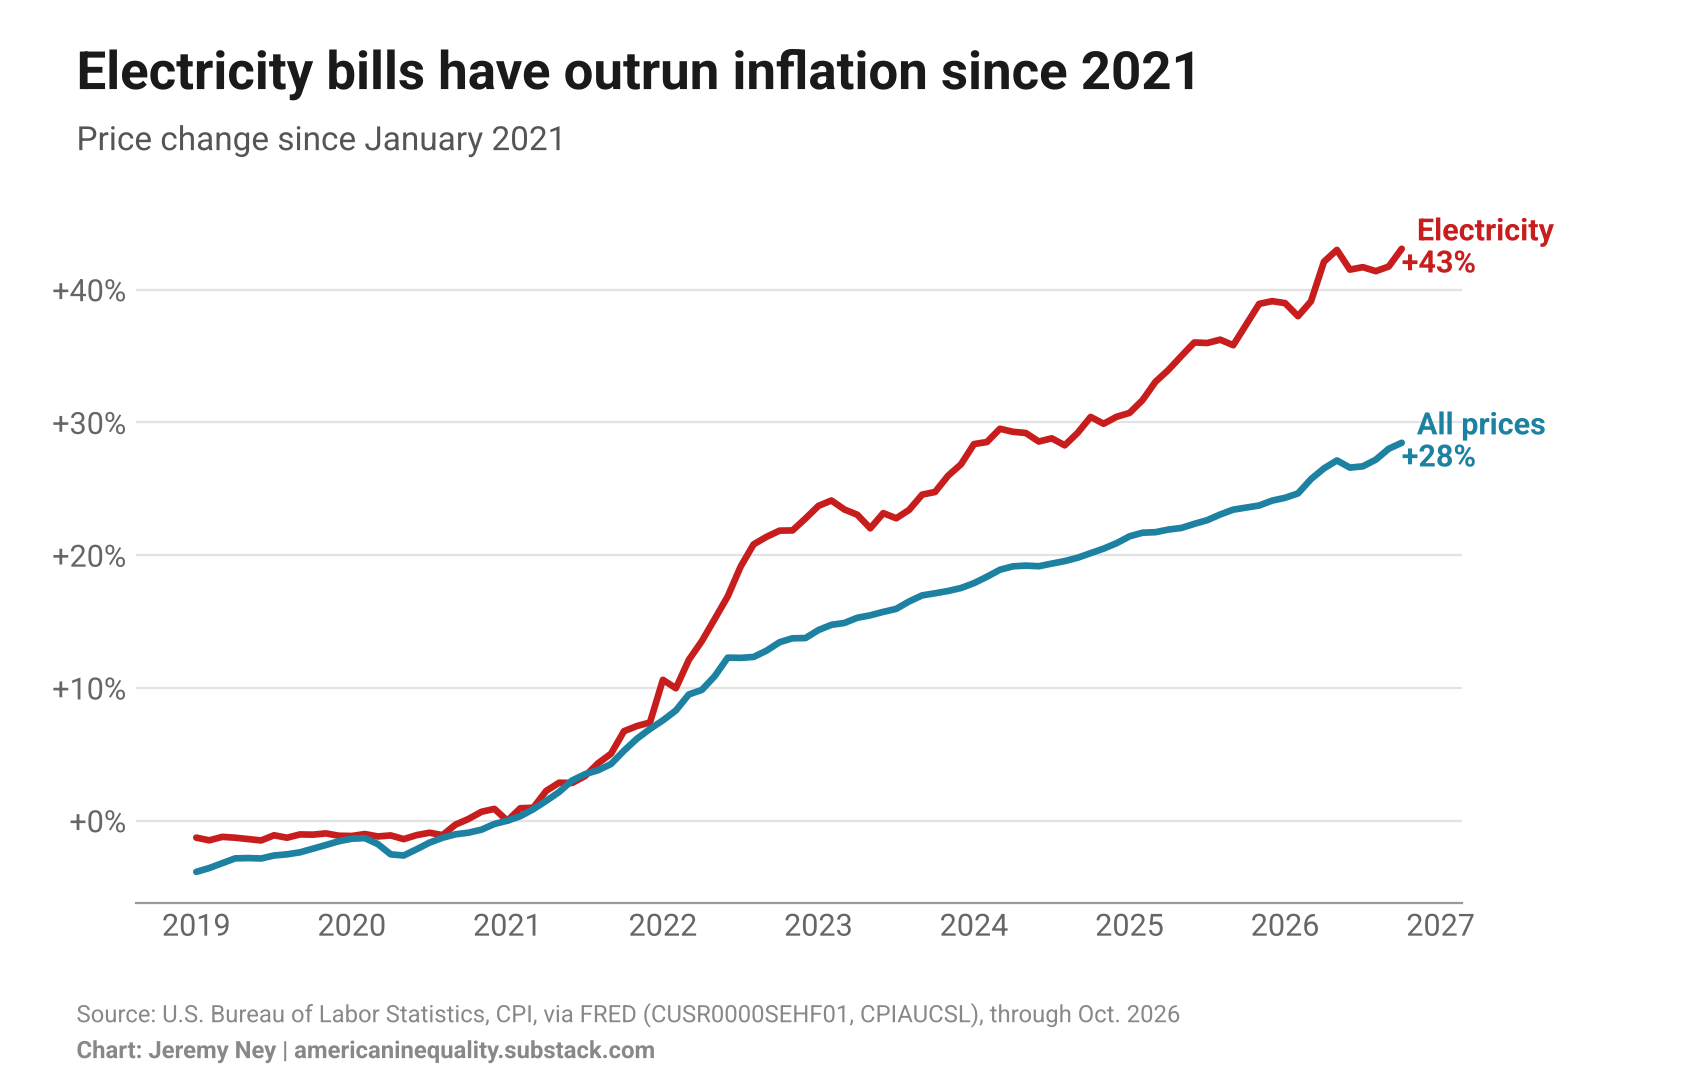 Electricity bills have outrun inflation since 2021
Price change since January 2021
Electricity
+43%
+40%
+30%
All prices
+28%
+20%
+10%
+0%
2019 2020 2021 2022 2023 2024 2025 2026 2027
Source: U.S. Bureau of Labor Statistics, CPI, via FRED (CUSR0000SEHF01, CPIAUCSL), through Oct. 2026
Chart: Jeremy Ney | americaninequality.substack.com